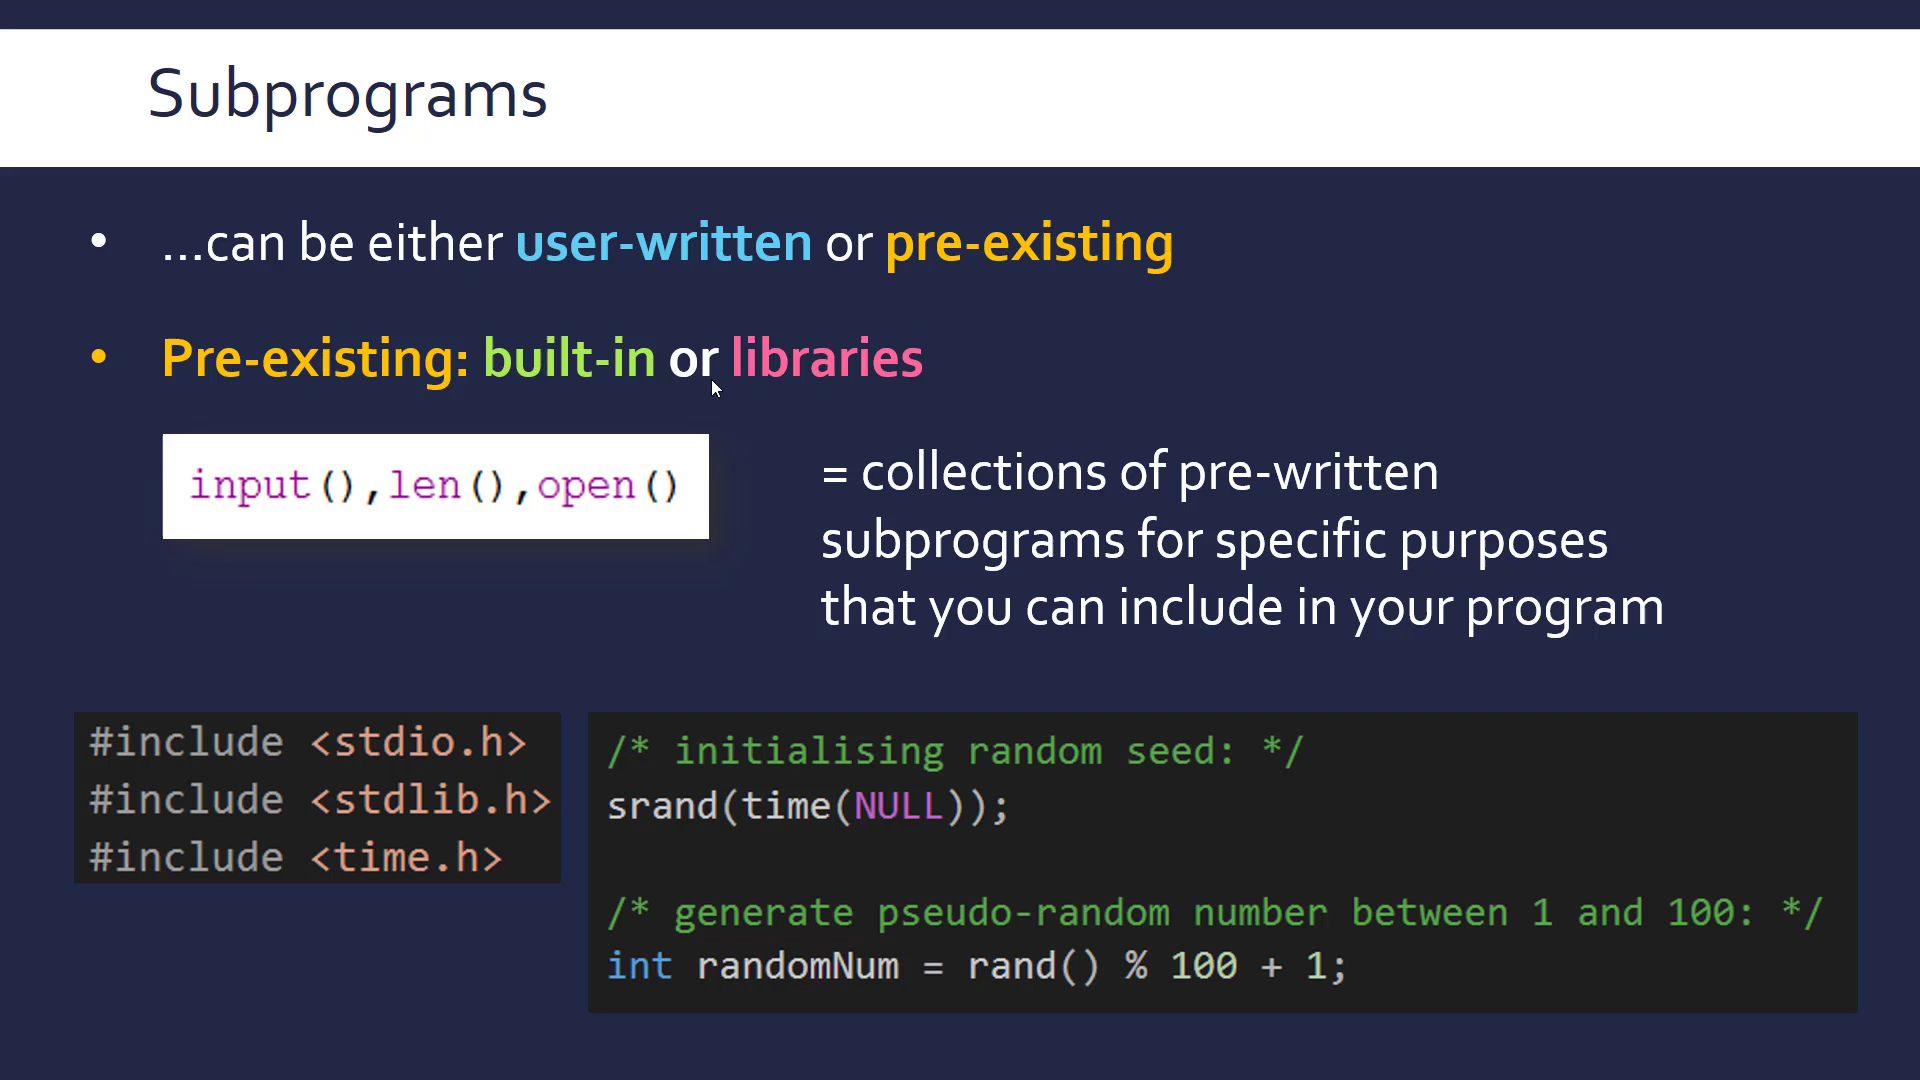 Subprograms
• ...can be either user-written or pre-existing
• Pre-existing: built-in or libraries
input(),len(),open()
= collections of pre-written
subprograms for specific purposes
that you can include in your program
#include <stdio.h>
#include <stdlib.h>
#include <time.h>
/* initialising random seed: */
srand(time(NULL));
/* generate pseudo-random number between 1 and 100: */
int randomNum = rand() % 100 + 1;